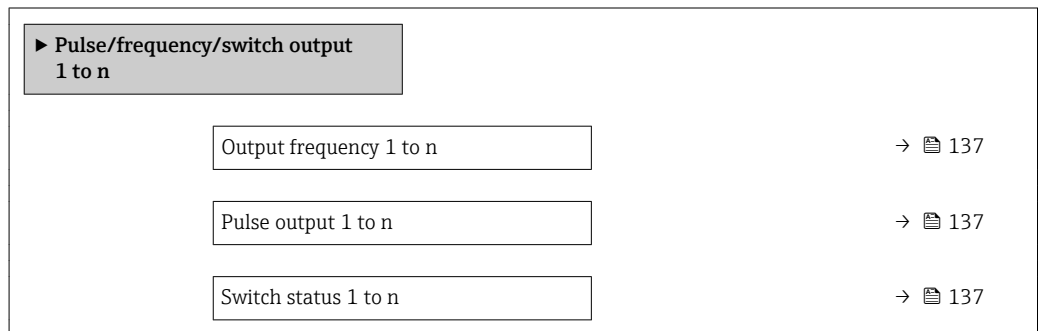 ▶ Pulse/frequency/switch output
1 to n
Output frequency 1 to n → 137
Pulse output 1 to n → 137
Switch status 1 to n → 137